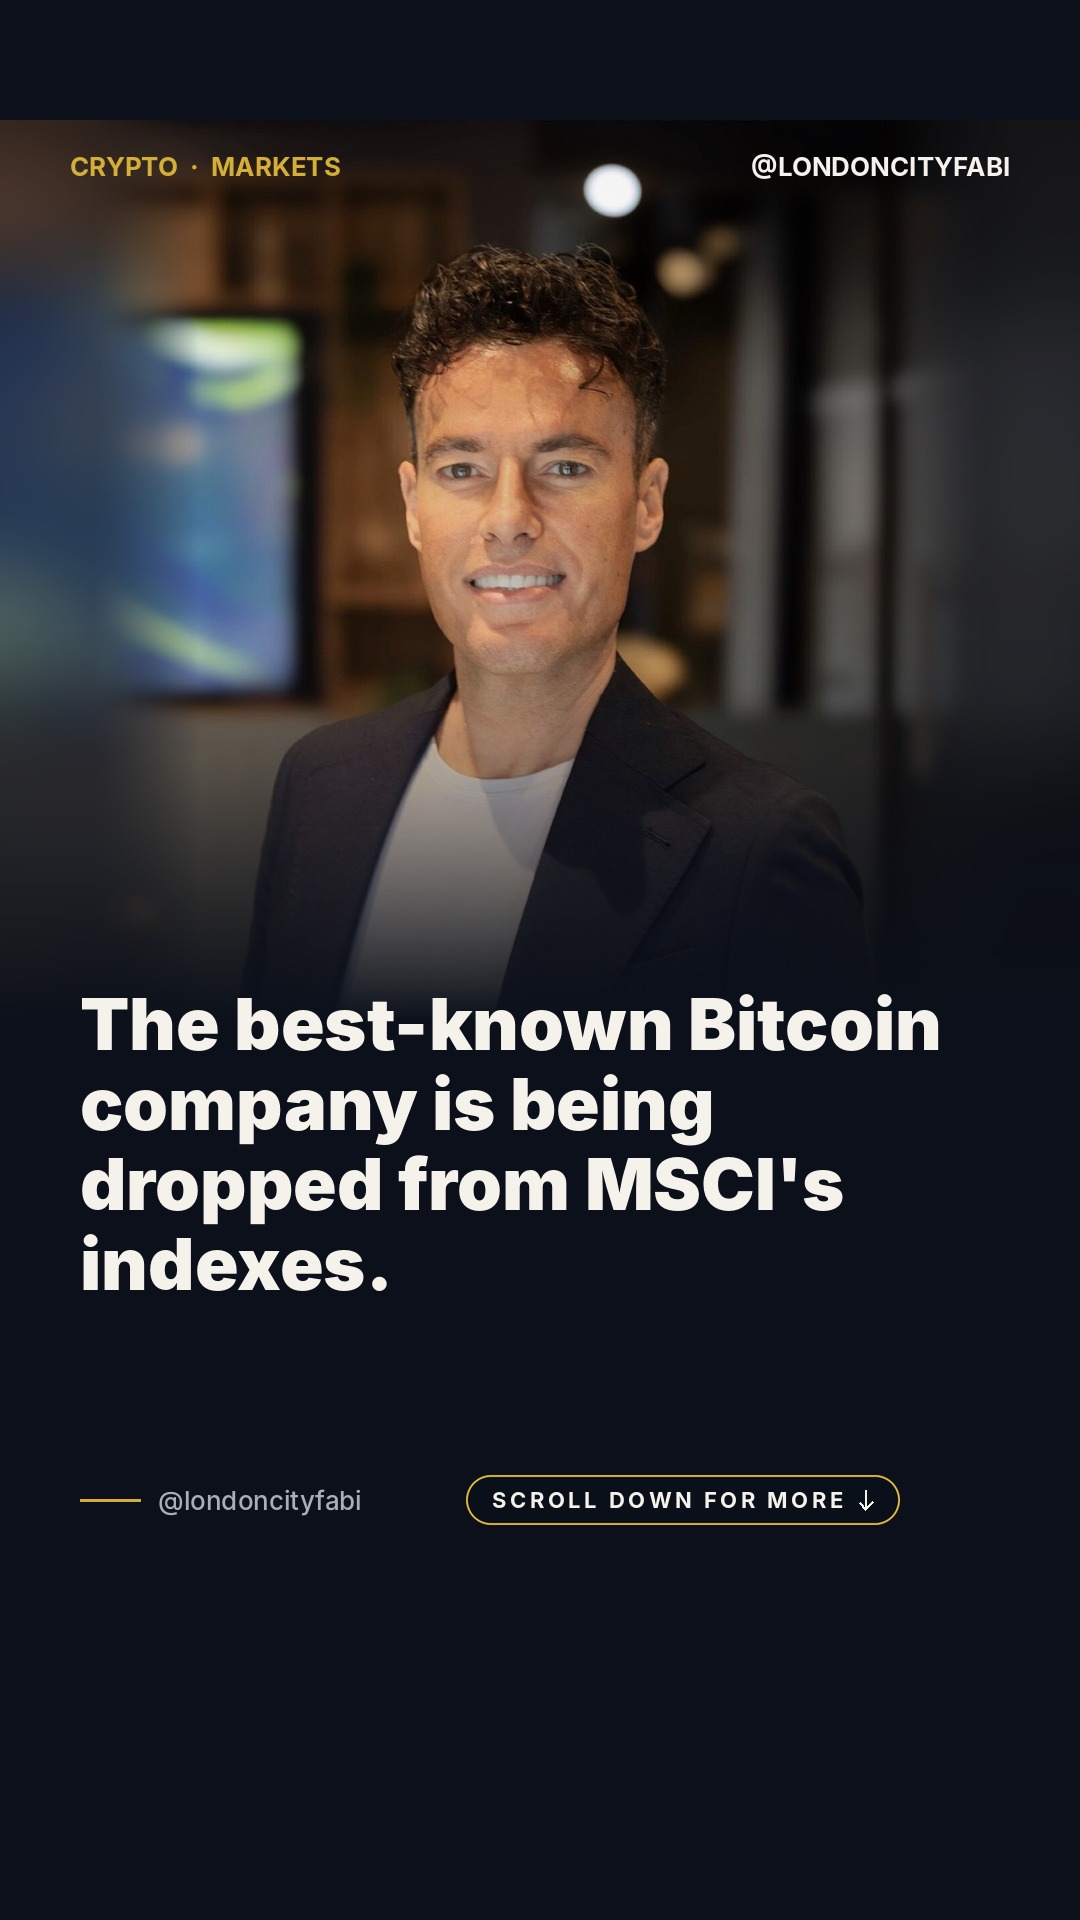 CRYPTO · MARKETS
@LONDONCITYFABI
The best-known Bitcoin
company is being
dropped from MSCI's
indexes.
@londoncityfabi
SCROLL DOWN FOR MORE ↓